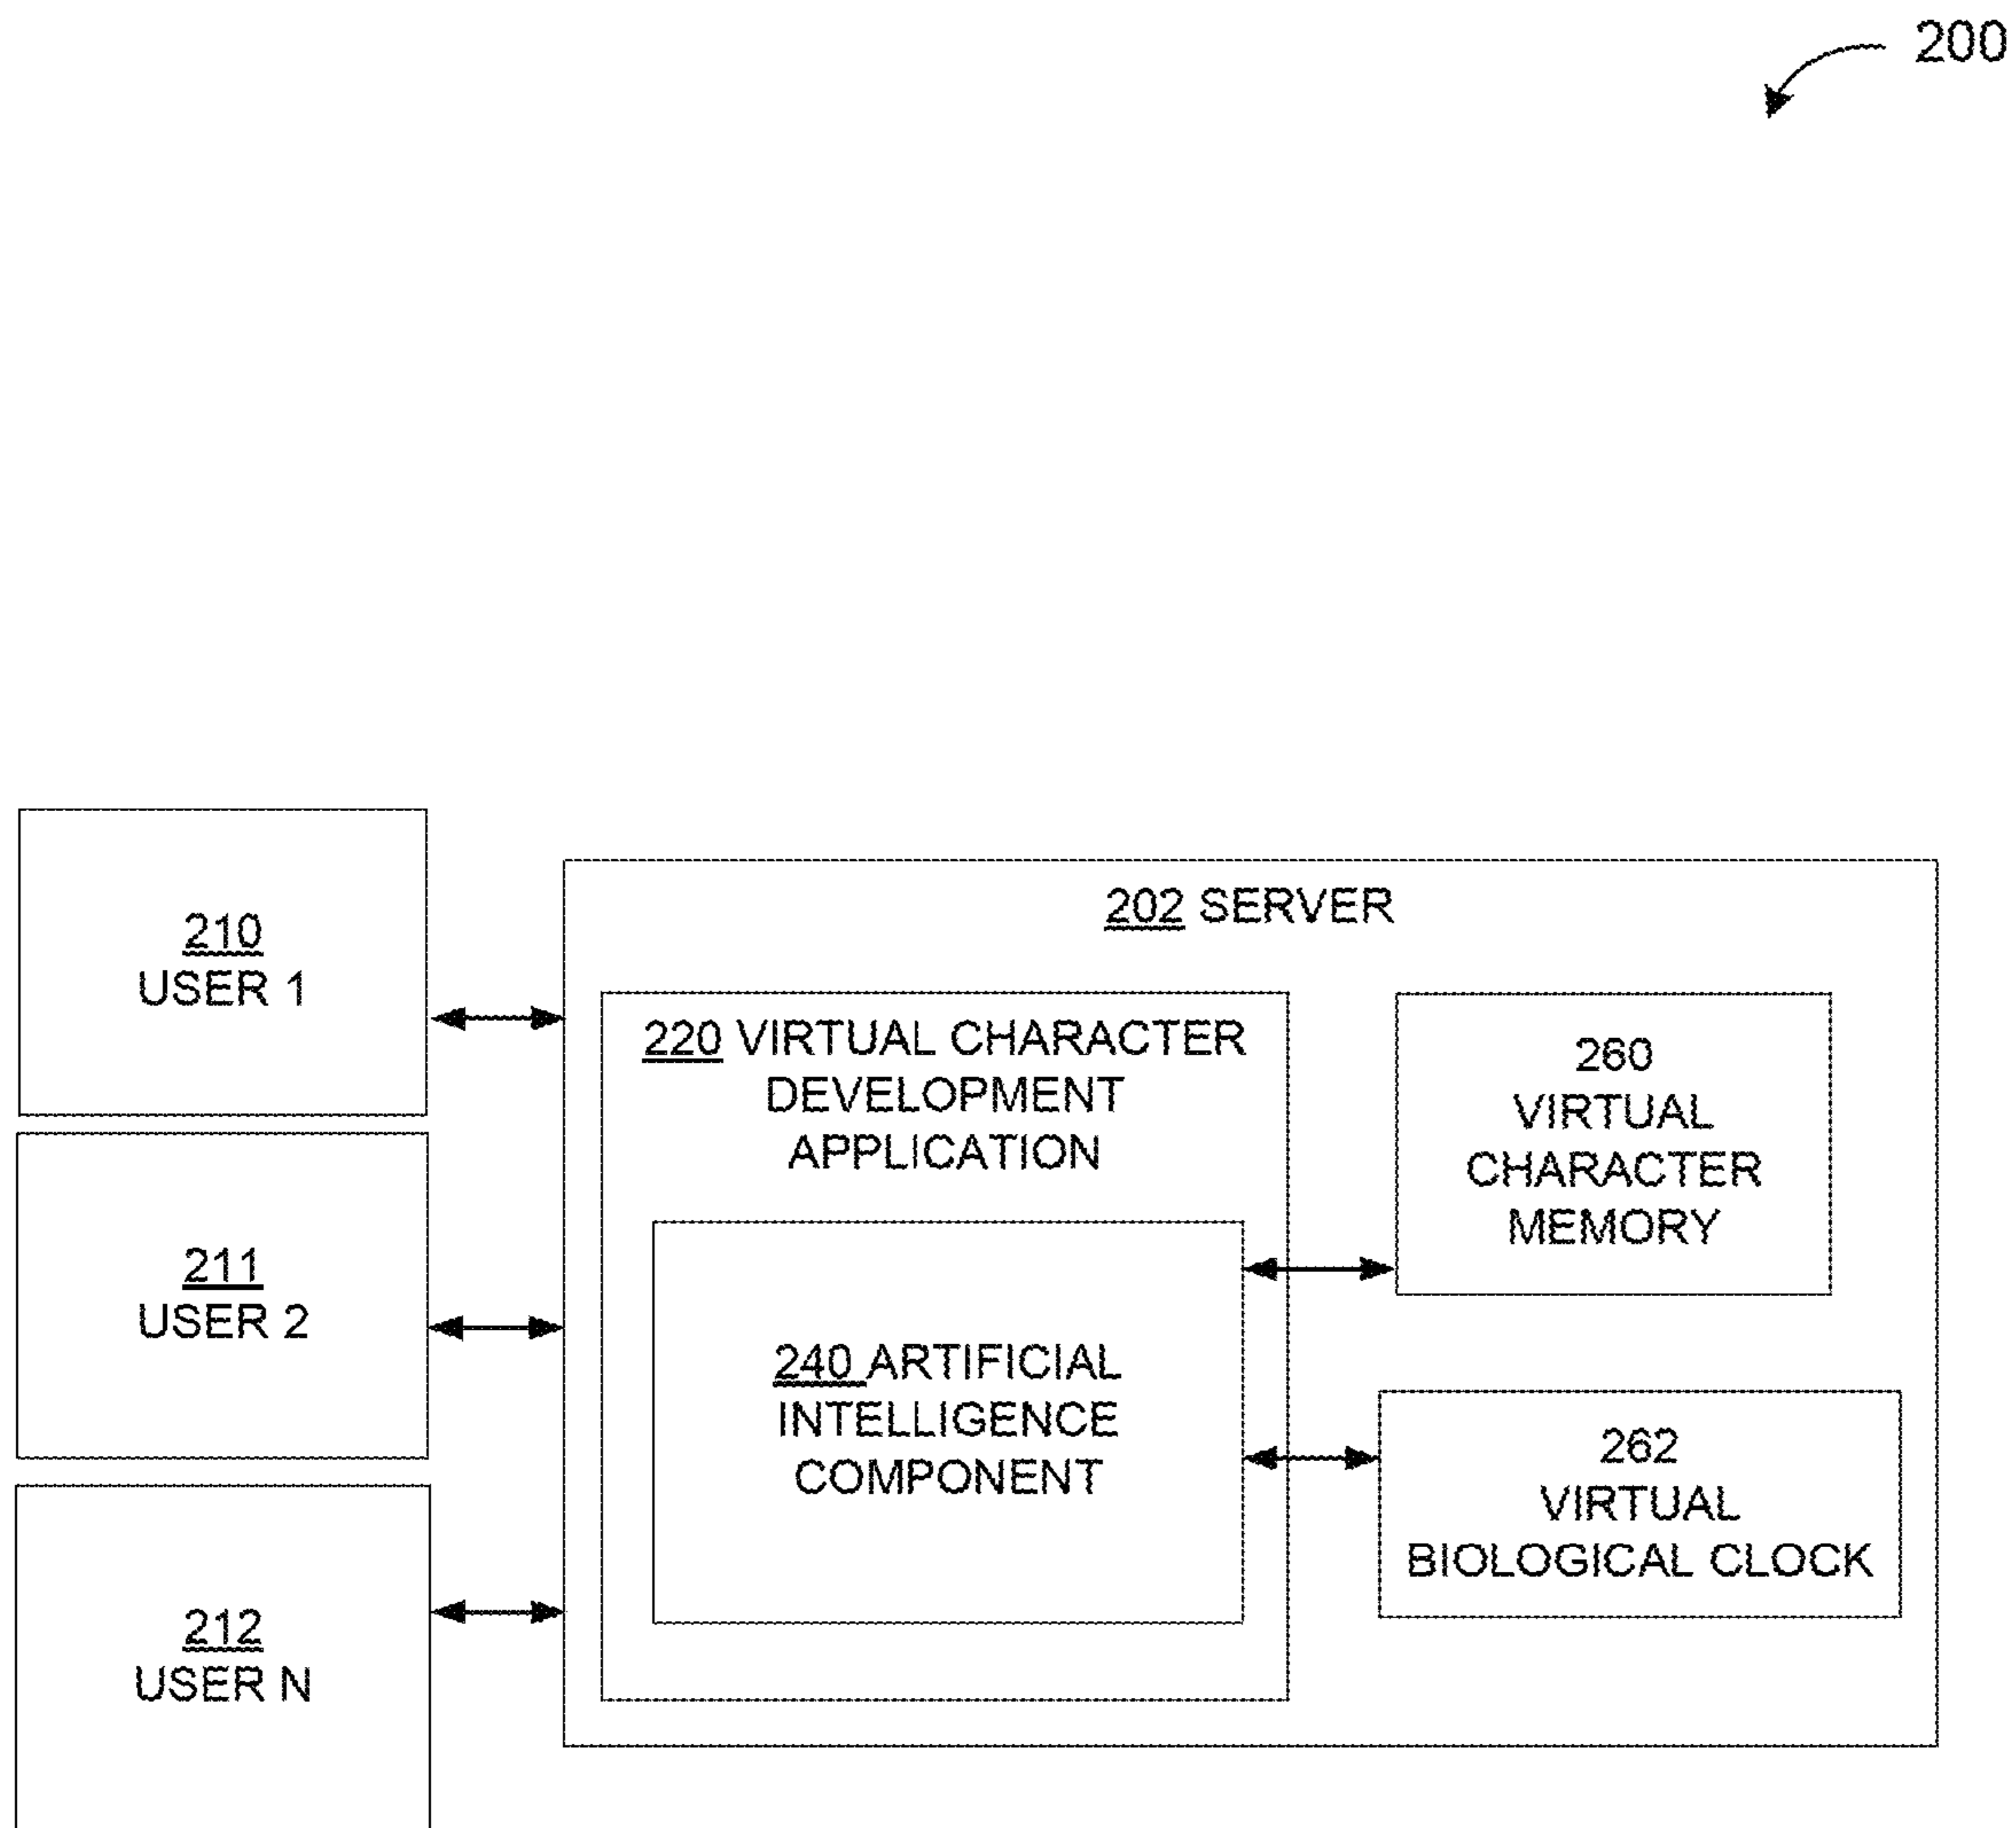 200
210
USER 1
211
USER 2
212
USER N
202 SERVER
220 VIRTUAL CHARACTER
DEVELOPMENT
APPLICATION
240 ARTIFICIAL
INTELLIGENCE
COMPONENT
260
VIRTUAL
CHARACTER
MEMORY
262
VIRTUAL
BIOLOGICAL CLOCK